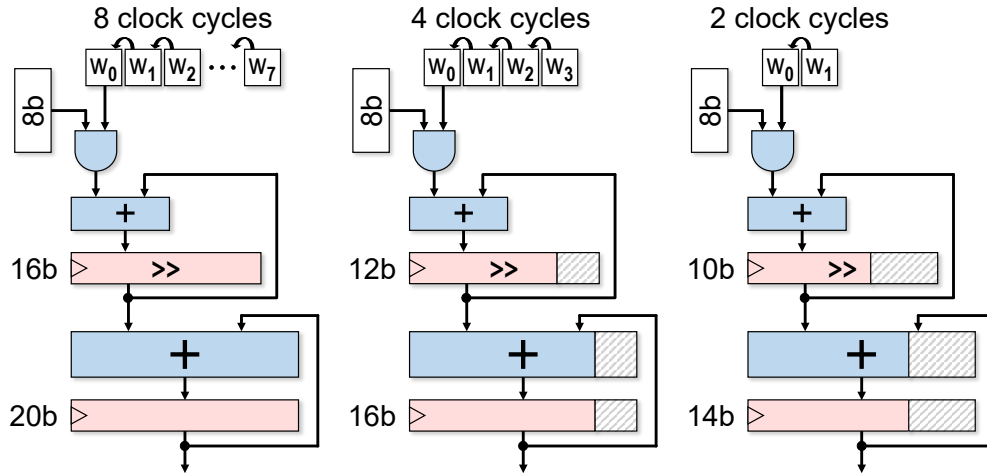 8 clock cycles
4 clock cycles
2 clock cycles
W0 W1 W2 ··· W7
W0 W1 W2 W3
W0 W1
8b
8b
8b
+
+
+
16b >>
12b >>
10b >>
+
+
+
20b
16b
14b